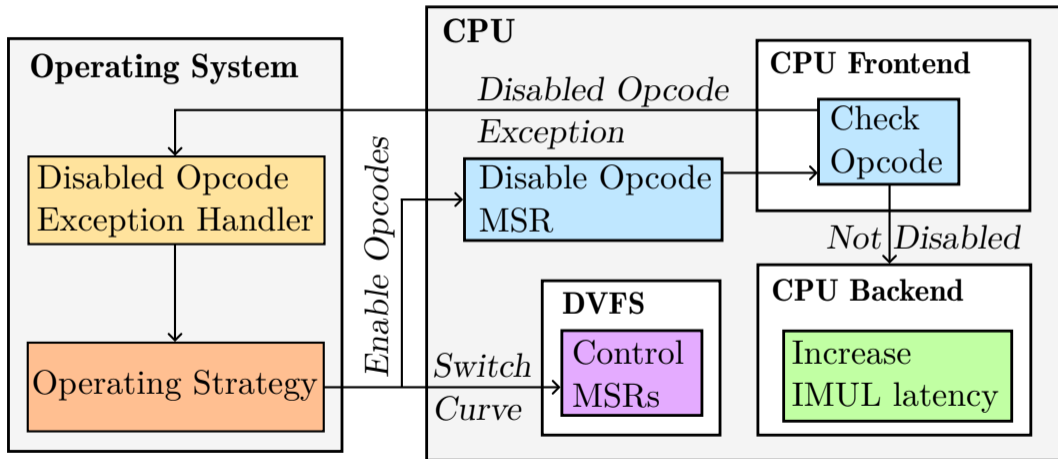 Operating System
Disabled Opcode
Exception Handler
Operating Strategy
Enable Opcodes
CPU
Disabled Opcode
Exception
Disable Opcode
MSR
CPU Frontend
Check
Opcode
Not Disabled
Switch
Curve
DVFS
Control
MSRs
CPU Backend
Increase
IMUL latency